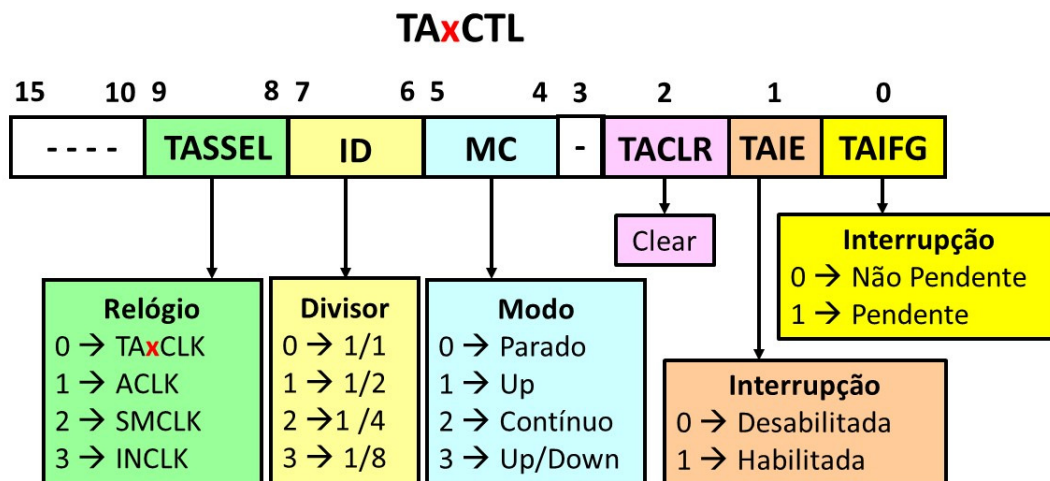 TAxCTL
15 10 9 8 7 6 5 4 3 2 1 0
- - - - TASSEL ID MC - TACLR TAIE TAIFG
Clear
Interrupção
0 → Não Pendente
1 → Pendente
Relógio
0 → TAxCLK
1 → ACLK
2 → SMCLK
3 → INCLK
Divisor
0 → 1/1
1 → 1/2
2 →1 /4
3 → 1/8
Modo
0 → Parado
1 → Up
2 → Contínuo
3 → Up/Down
Interrupção
0 → Desabilitada
1 → Habilitada